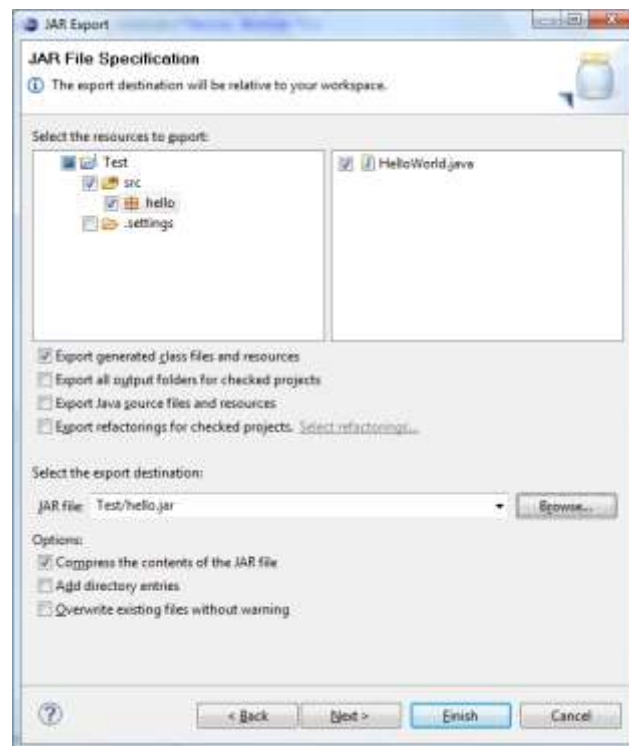 JAR Export
JAR File Specification
The export destination will be relative to your workspace.
Select the resources to export:
Test
src
hello
.settings
HelloWorld.java
Export generated class files and resources
Export all output folders for checked projects
Export Java source files and resources
Export refactorings for checked projects. Select refactorings...
Select the export destination:
JAR file: Test/hello.jar Browse...
Options:
Compress the contents of the JAR file
Add directory entries
Overwrite existing files without warning
? < Back Next > Finish Cancel